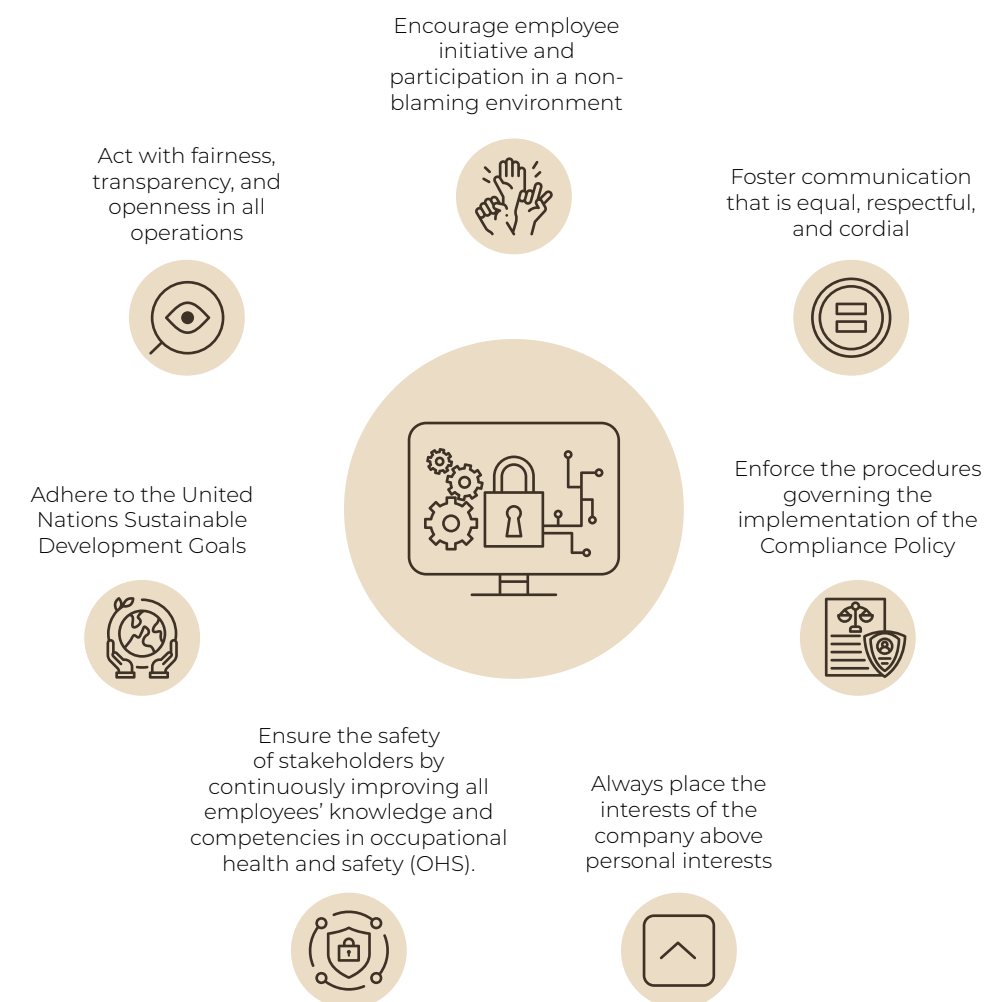 Encourage employee
initiative and
participation in a non-
blaming environment
Act with fairness,
transparency, and
openness in all
operations
Foster communication
that is equal, respectful,
and cordial
Adhere to the United
Nations Sustainable
Development Goals
Enforce the procedures
governing the
implementation of the
Compliance Policy
Ensure the safety
of stakeholders by
continuously improving all
employees’ knowledge and
competencies in occupational
health and safety (OHS).
Always place the
interests of the
company above
personal interests